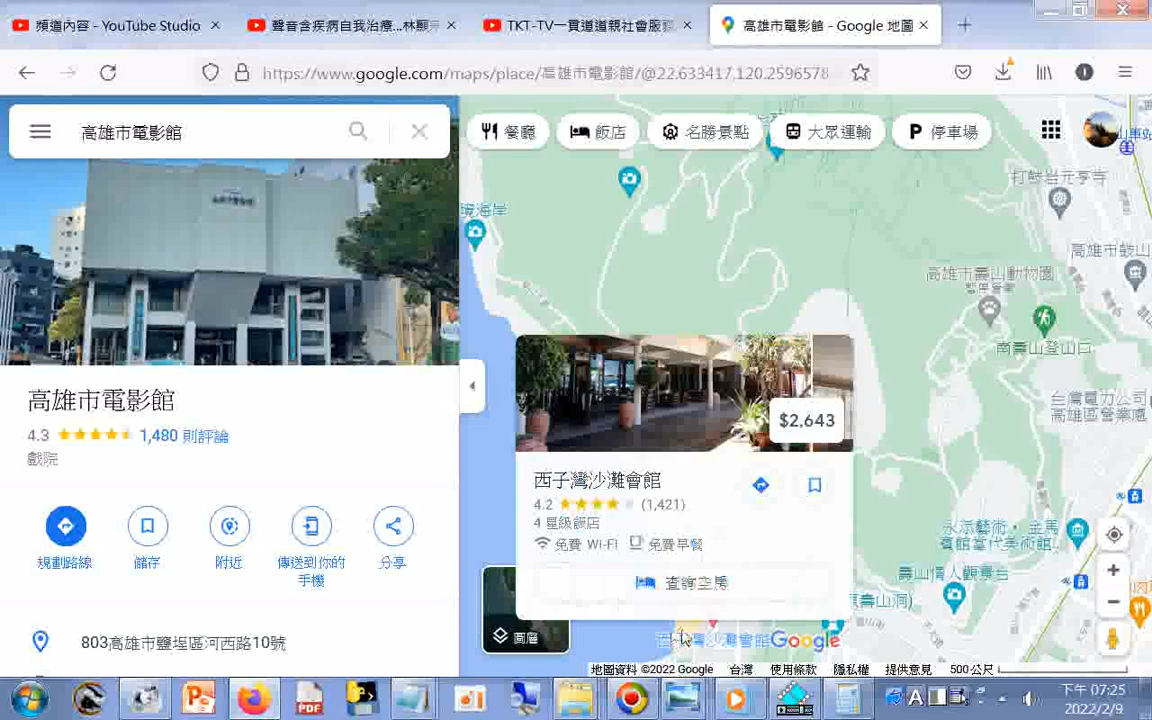 頻道內容 - YouTube Studio
聲音含疾病自我治療...林顯
TKT-TV一貫道道親社會服務
高雄市電影館 - Google 地圖
https://www.google.com/maps/place/高雄市電影館/@22.633417,120.2596578
高雄市電影館
餐廳
飯店
名勝景點
大眾運輸
停車場
打鼓岩元亨寺
高雄市鼓山
高雄市壽山動物園
暫停營業
南壽山登山口
台灣電力公司
高雄區營業處
$2,643
高雄市電影館
4.3
1,480 則評論
戲院
西子灣沙灘會館
4.2
(1,421)
4 星級飯店
免費 Wi-Fi
免費早餐
查詢空房
規劃路線
儲存
附近
傳送到你的
手機
分享
永添藝術・金馬
賓館當代美術館...
壽山情人觀景台
803高雄市鹽埕區河西路10號
圖層
灣沙灘會館
Google
地圖資料 ©2022 Google
台灣
使用條款
隱私權
提供意見
500 公尺
下午 07:25
2022/2/9